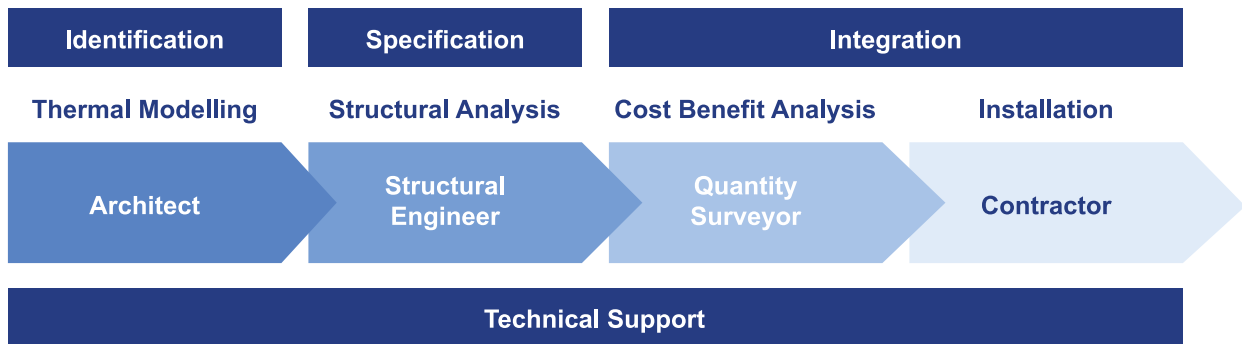 Identification
Specification
Integration
Thermal Modelling
Structural Analysis
Cost Benefit Analysis
Installation
Architect
Structural
Engineer
Quantity
Surveyor
Contractor
Technical Support